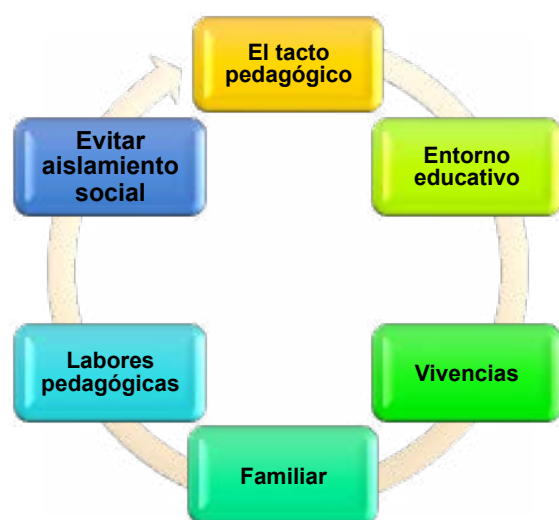 El tacto
pedagógico
Entorno
educativo
Vivencias
Familiar
Labores
pedagógicas
Evitar
aislamiento
social